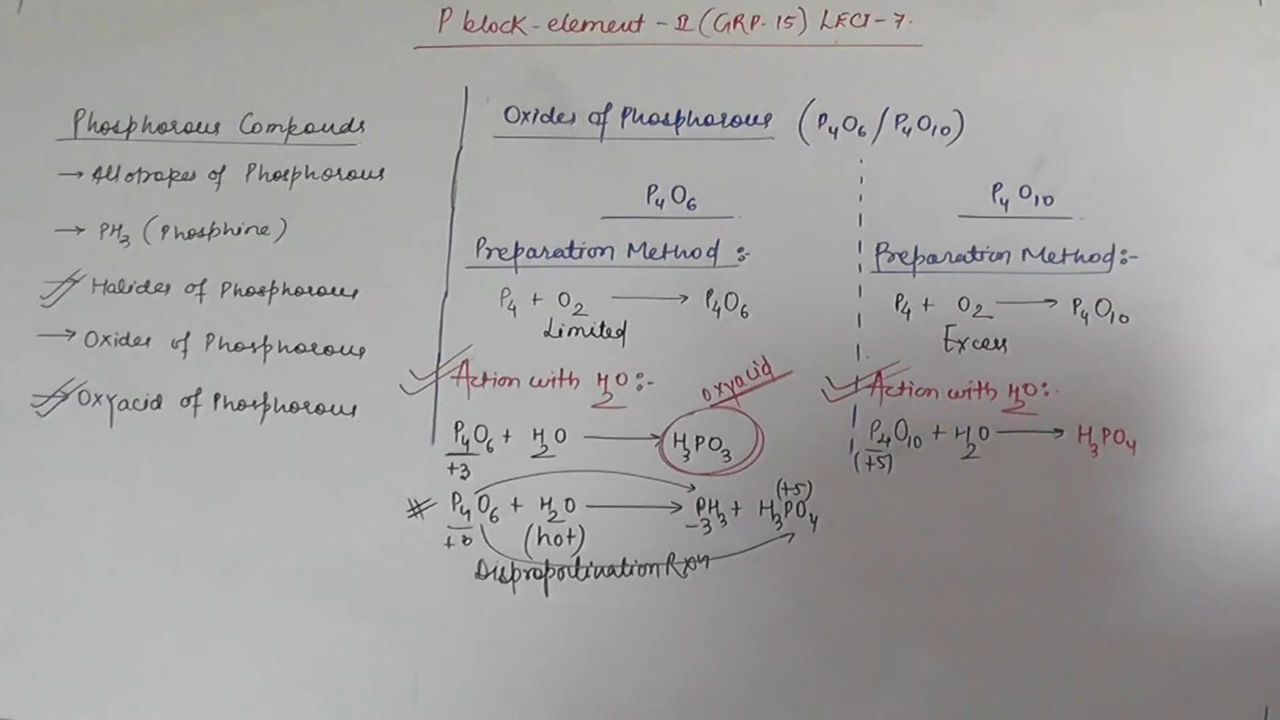 P block-element - II (GRP. 15) LECT-7.
Phosphorous Compouds
→ Allotropes of Phosphorous
→ PH3 (Phosphine)
Halides of Phosphorous
→ Oxides of Phosphorous
Oxyacid of Phosphorous
Oxides of Phosphorous (P4O6/P4O10)
P4O6
Preparation Method :-
P4 + O2 → P4O6
Limited
Action with H2O:-
oxyacid
P4O6 + H2O → H3PO3
+3
P4O6 + H2O → PH3 + H3PO4
(+5)
-3
(hot)
Disproportination Rxn
P4O10
Preparation Method:-
P4 + O2 → P4O10
Excess
Action with H2O:-
P4O10 + H2O → H3PO4
(+5)